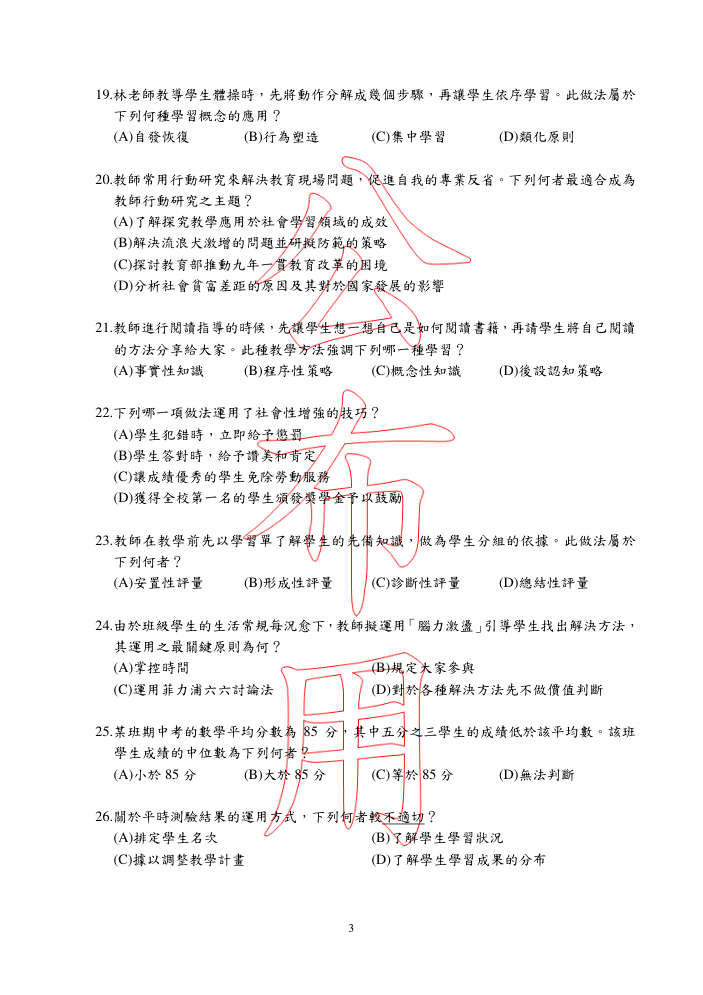 19.林老師教導學生體操時，先將動作分解成幾個步驟，再讓學生依序學習。此做法屬於
下列何種學習概念的應用？
(A)自發恢復 (B)行為塑造 (C)集中學習 (D)類化原則
20.教師常用行動研究來解決教育現場問題，促進自我的專業反省。下列何者最適合成為
教師行動研究之主題？
(A)了解探究教學應用於社會學習領域的成效
(B)解決流浪犬激增的問題並研擬防範的策略
(C)探討教育部推動九年一貫教育改革的困境
(D)分析社會貧富差距的原因及其對於國家發展的影響
21.教師進行閱讀指導的時候，先讓學生想一想自己是如何閱讀書籍，再請學生將自己閱讀
的方法分享給大家。此種教學方法強調下列哪一種學習？
(A)事實性知識 (B)程序性策略 (C)概念性知識 (D)後設認知策略
22.下列哪一項做法運用了社會性增強的技巧？
(A)學生犯錯時，立即給予懲罰
(B)學生答對時，給予讚美和肯定
(C)讓成績優秀的學生免除勞動服務
(D)獲得全校第一名的學生頒發獎學金予以鼓勵
23.教師在教學前先以學習單了解學生的先備知識，做為學生分組的依據。此做法屬於
下列何者？
(A)安置性評量 (B)形成性評量 (C)診斷性評量 (D)總結性評量
24.由於班級學生的生活常規每況愈下，教師擬運用「腦力激盪」引導學生找出解決方法，
其運用之最關鍵原則為何？
(A)掌控時間 (B)規定大家參與
(C)運用菲力浦六六討論法 (D)對於各種解決方法先不做價值判斷
25.某班期中考的數學平均分數為 85 分，其中五分之三學生的成績低於該平均數。該班
學生成績的中位數為下列何者？
(A)小於 85 分 (B)大於 85 分 (C)等於 85 分 (D)無法判斷
26.關於平時測驗結果的運用方式，下列何者較不適切？
(A)排定學生名次 (B)了解學生學習狀況
(C)據以調整教學計畫 (D)了解學生學習成果的分布
3
公布用